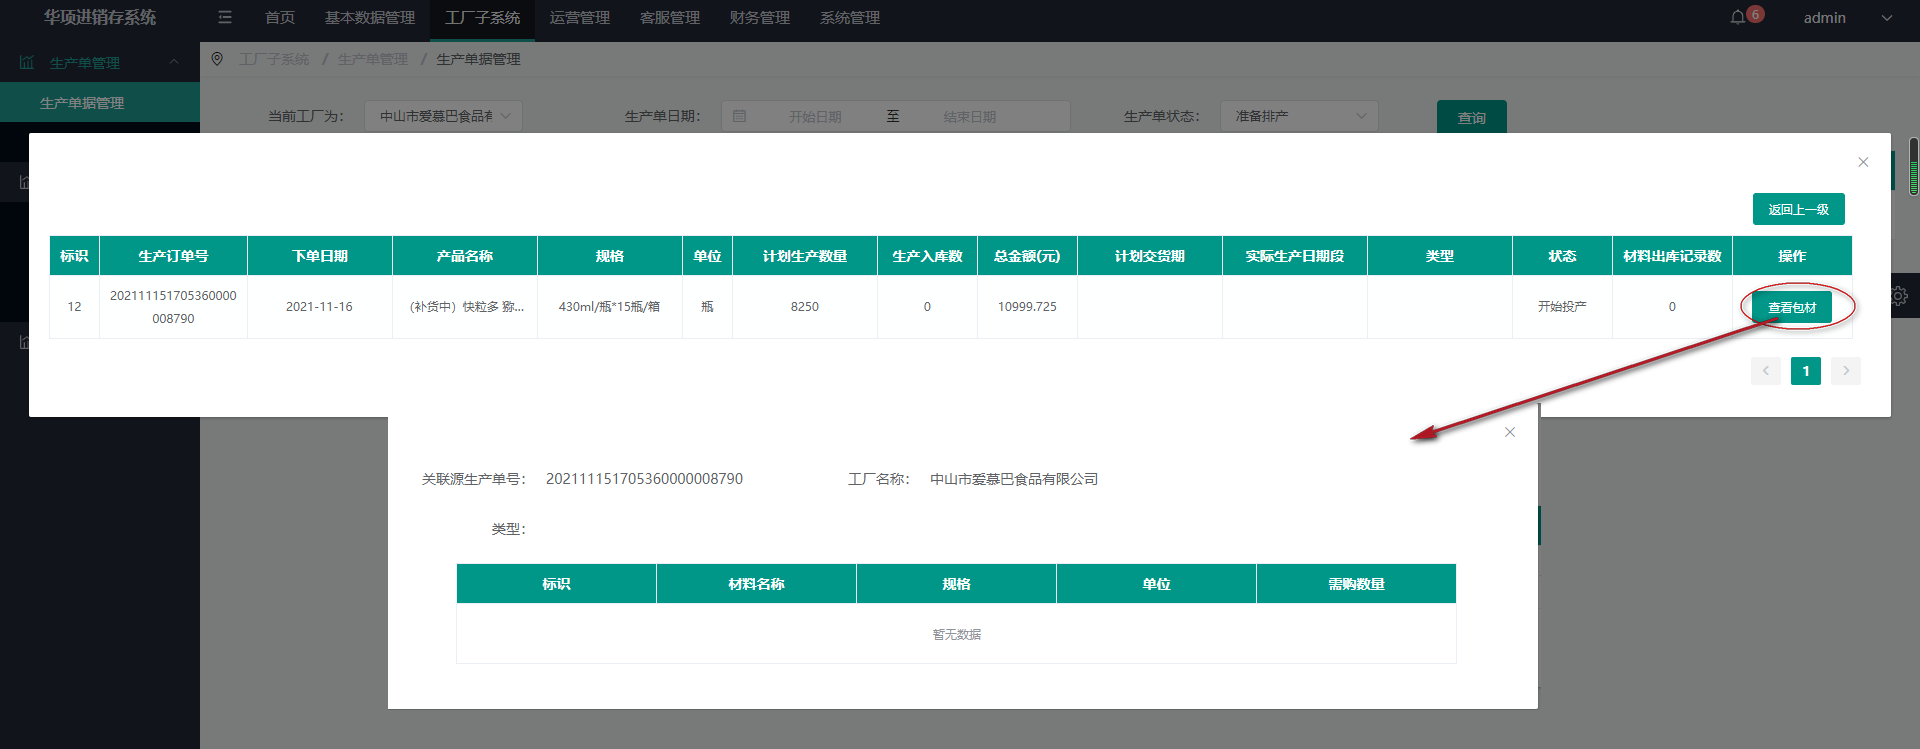 华项进销存系统
首页 基本数据管理 工厂子系统 运营管理 客服管理 财务管理 系统管理 6 admin
生产单管理
工厂子系统 / 生产单管理 / 生产单据管理
生产单据管理
当前工厂为： 中山市爱慕巴食品有 生产单日期： 开始日期 至 结束日期 生产单状态： 准备排产 查询
返回上一级
标识 生产订单号 下单日期 产品名称 规格 单位 计划生产数量 生产入库数 总金额(元) 计划交货期 实际生产日期段 类型 状态 材料出库记录数 操作
12 202111151705360000008790 2021-11-16 (补货中) 快粒多 猕... 430ml/瓶*15瓶/箱 瓶 8250 0 10999.725 开始投产 0 查看包材
1
关联源生产单号： 202111151705360000008790 工厂名称： 中山市爱慕巴食品有限公司
类型：
标识 材料名称 规格 单位 需购数量
暂无数据